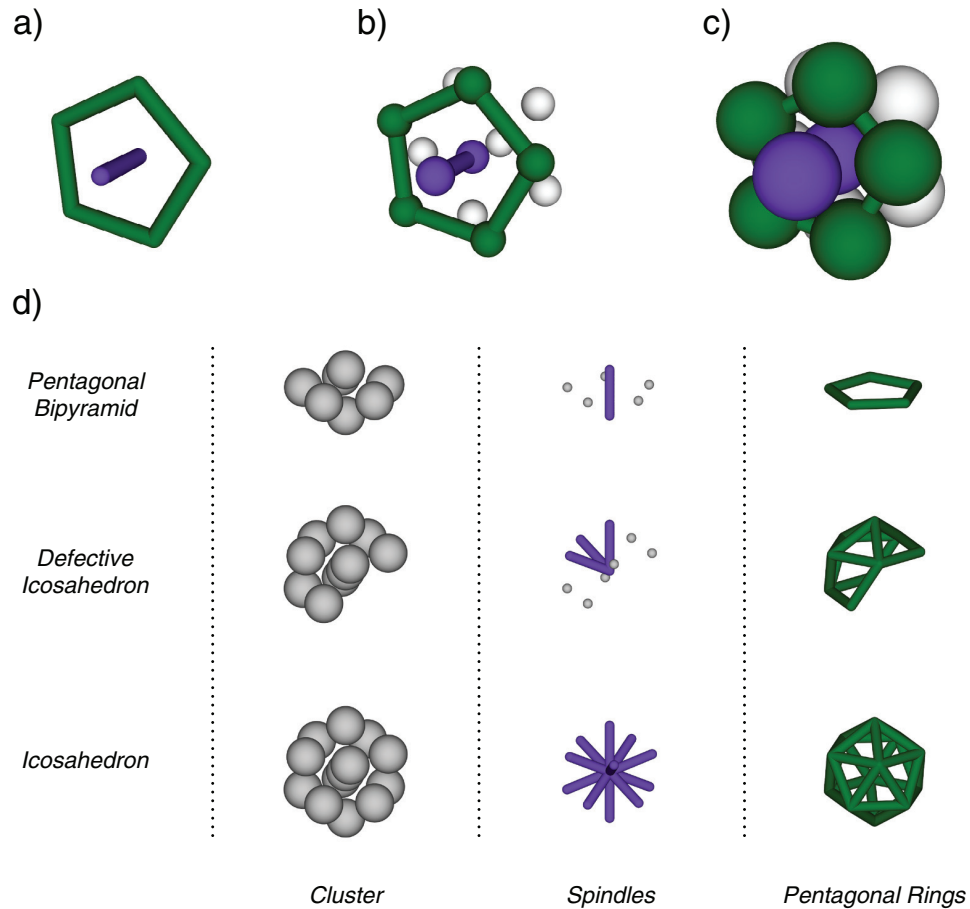 a)
b)
c)
d)
Pentagonal
Bipyramid
Defective
Icosahedron
Icosahedron
Cluster
Spindles
Pentagonal Rings